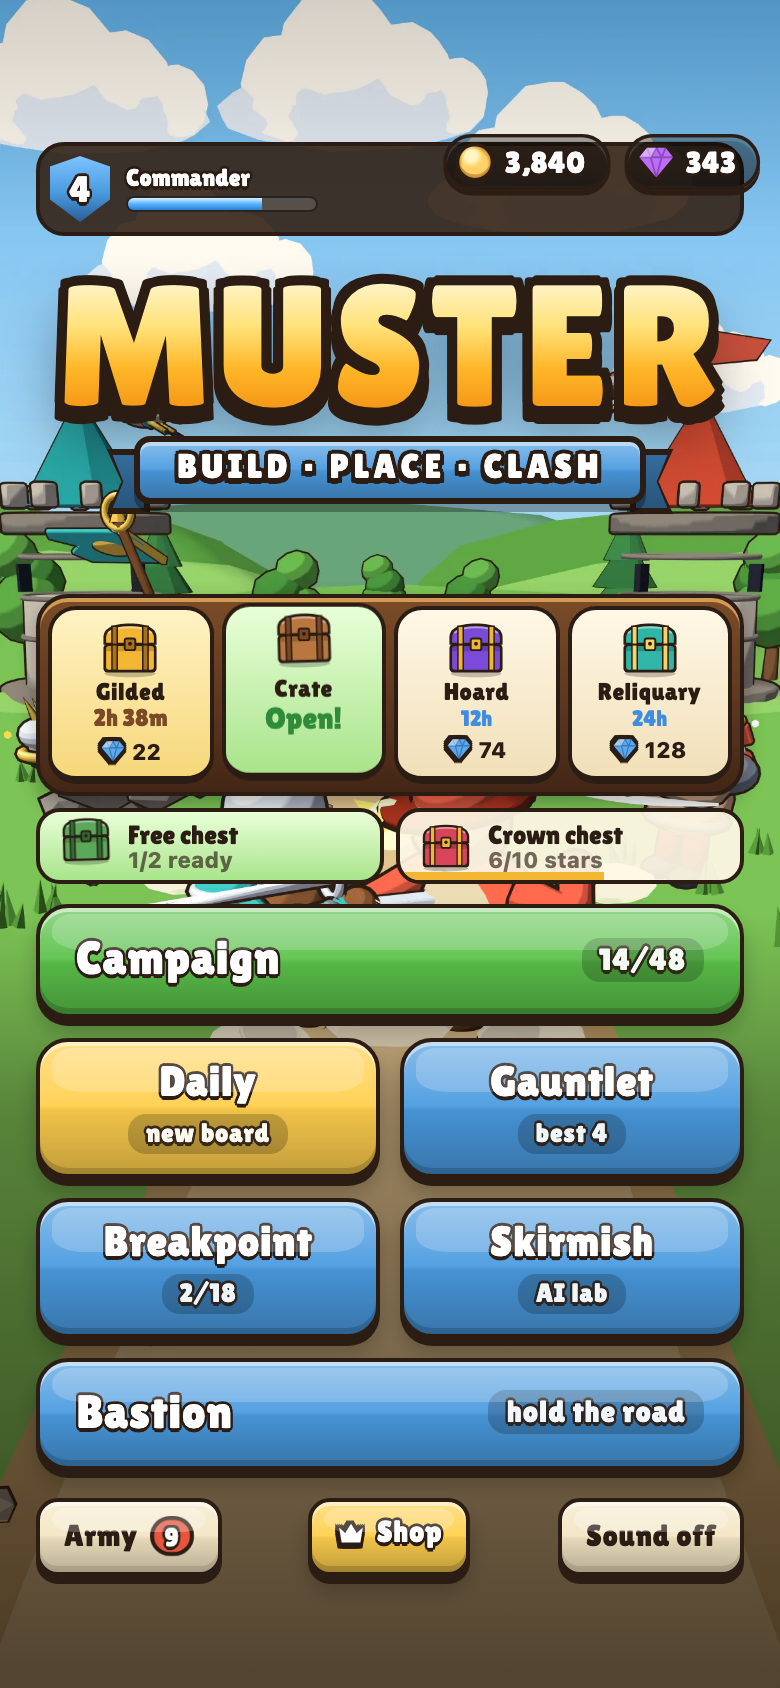 4
Commander
3,840
343
MUSTER
BUILD · PLACE · CLASH
Gilded
2h 38m
22
Crate
Open!
Hoard
12h
74
Reliquary
24h
128
Free chest
1/2 ready
Crown chest
6/10 stars
Campaign
14/48
Daily
new board
Gauntlet
best 4
Breakpoint
2/18
Skirmish
AI lab
Bastion
hold the road
Army 9
Shop
Sound off